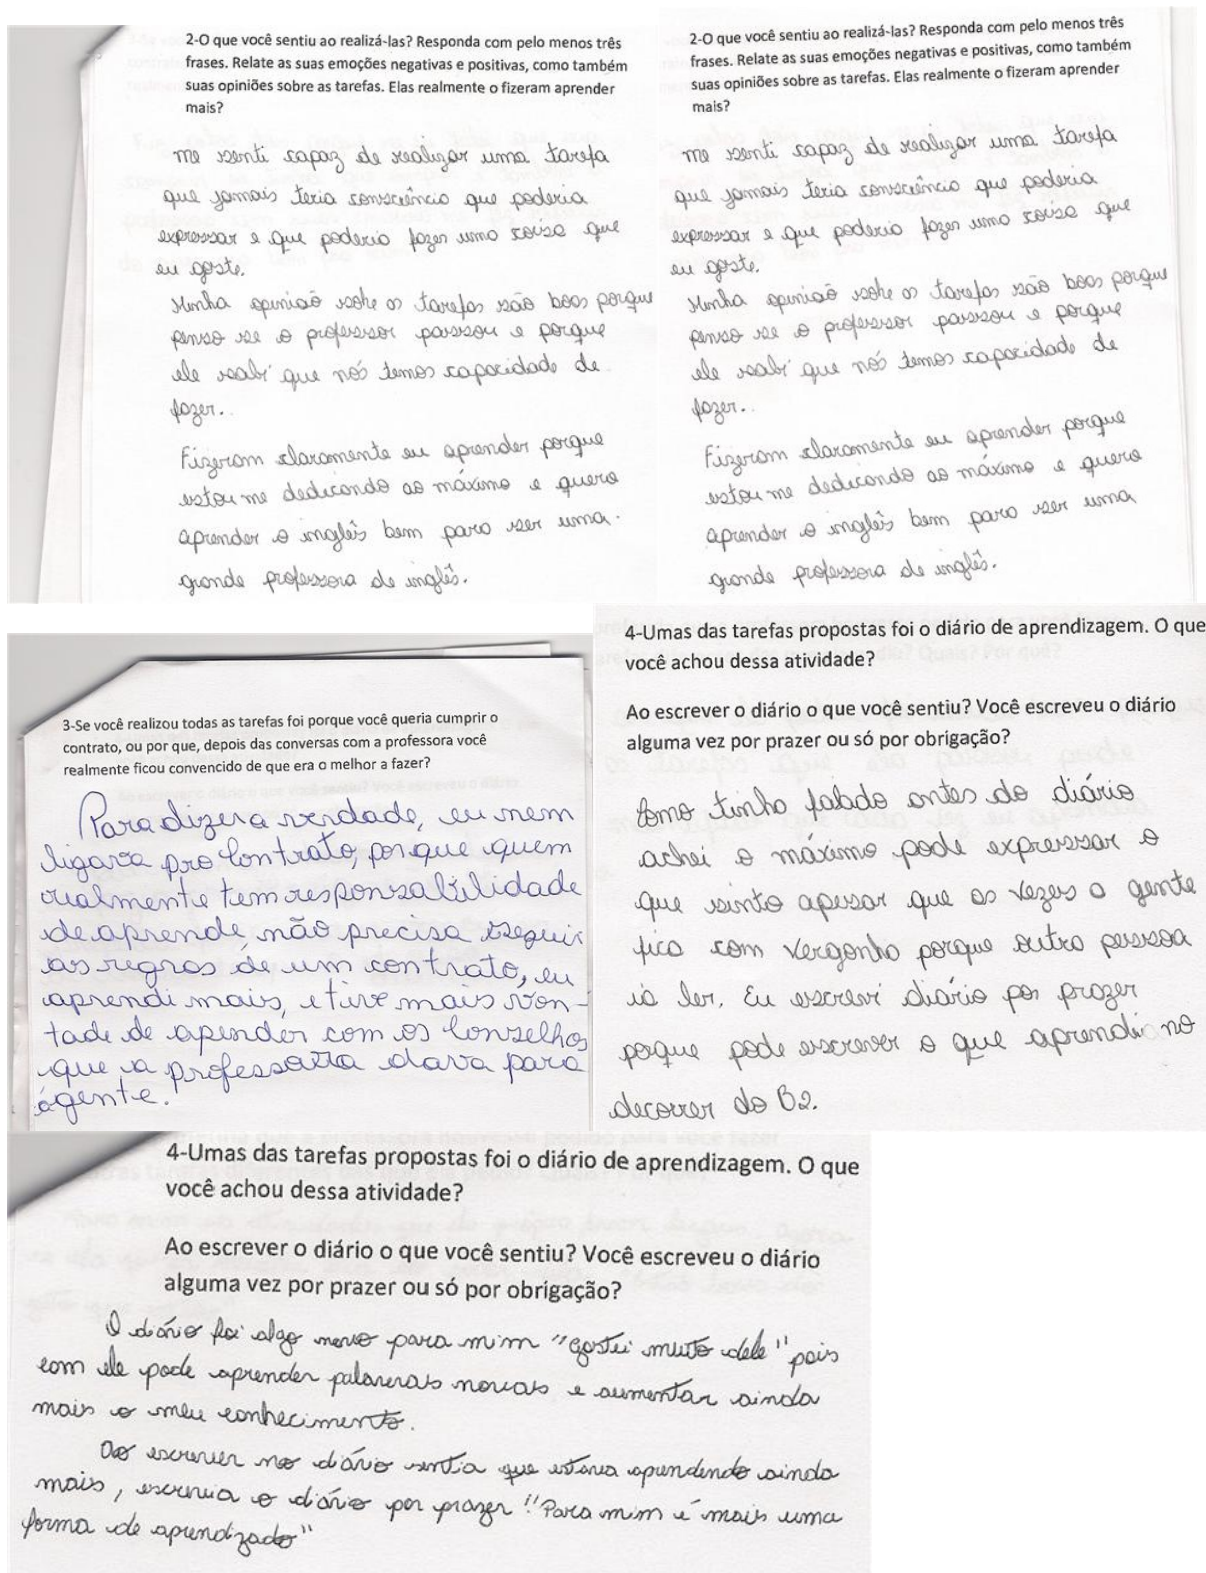 2-O que você sentiu ao realizá-las? Responda com pelo menos três
frases. Relate as suas emoções negativas e positivas, como também
suas opiniões sobre as tarefas. Elas realmente o fizeram aprender
mais?
me senti capaz de realizar uma tarefa
que jamais teria consciência que poderia
expressar e que poderia fazer uma coisa que
eu goste.
Minha opinião sobe as tarefas são boas porque
penso se o professor passou e porque
ele sabi que nós temos capacidade de
fazer.
Fizeram claramente eu aprender porque
estou me dedicando ao máximo e quero
aprender o inglês bem para ser uma
grande professora de inglês.
2-O que você sentiu ao realizá-las? Responda com pelo menos três
frases. Relate as suas emoções negativas e positivas, como também
suas opiniões sobre as tarefas. Elas realmente o fizeram aprender
mais?
me senti capaz de realizar uma tarefa
que jamais teria consciência que poderia
expressar e que poderia fazer uma coisa que
eu goste.
Minha opinião sobe as tarefas são boas porque
penso se o professor passou e porque
ele sabi que nós temos capacidade de
fazer.
Fizeram claramente eu aprender porque
estou me dedicando ao máximo e quero
aprender o inglês bem para ser uma
grande professora de inglês.
3-Se você realizou todas as tarefas foi porque você queria cumprir o
contrato, ou por que, depois das conversas com a professora você
realmente ficou convencido de que era o melhor a fazer?
Para dizer a verdade, eu nem
ligava pro Contrato, porque quem
realmente tem responsabilidade
de aprende não precisa seguir
as regras de um contrato, eu
aprendi mais, e tive mais von-
tade de apender com os Conselhos
que a professora dava para
agente.
4-Umas das tarefas propostas foi o diário de aprendizagem. O que
você achou dessa atividade?
Ao escrever o diário o que você sentiu? Você escreveu o diário
alguma vez por prazer ou só por obrigação?
Como tinha falado antes do diário
achei o máximo pode expressar o
que sinto apesar que as vezes a gente
fica com vergonha porque outra pessoa
ia ler. Eu escrevi diário por prazer
poque pode escrever o que aprendi no
decorrer do B2.
4-Umas das tarefas propostas foi o diário de aprendizagem. O que
você achou dessa atividade?
Ao escrever o diário o que você sentiu? Você escreveu o diário
alguma vez por prazer ou só por obrigação?
O diário foi algo novo para mim "gostei muito dele" pois
com ele pode aprender palavras novas e aumentar ainda
mais o meu conhecimento.
Ao escrever no diário sentia que estava aprendendo ainda
mais, escrevia o diário por prazer "Para mim é mais uma
forma de aprendizado"